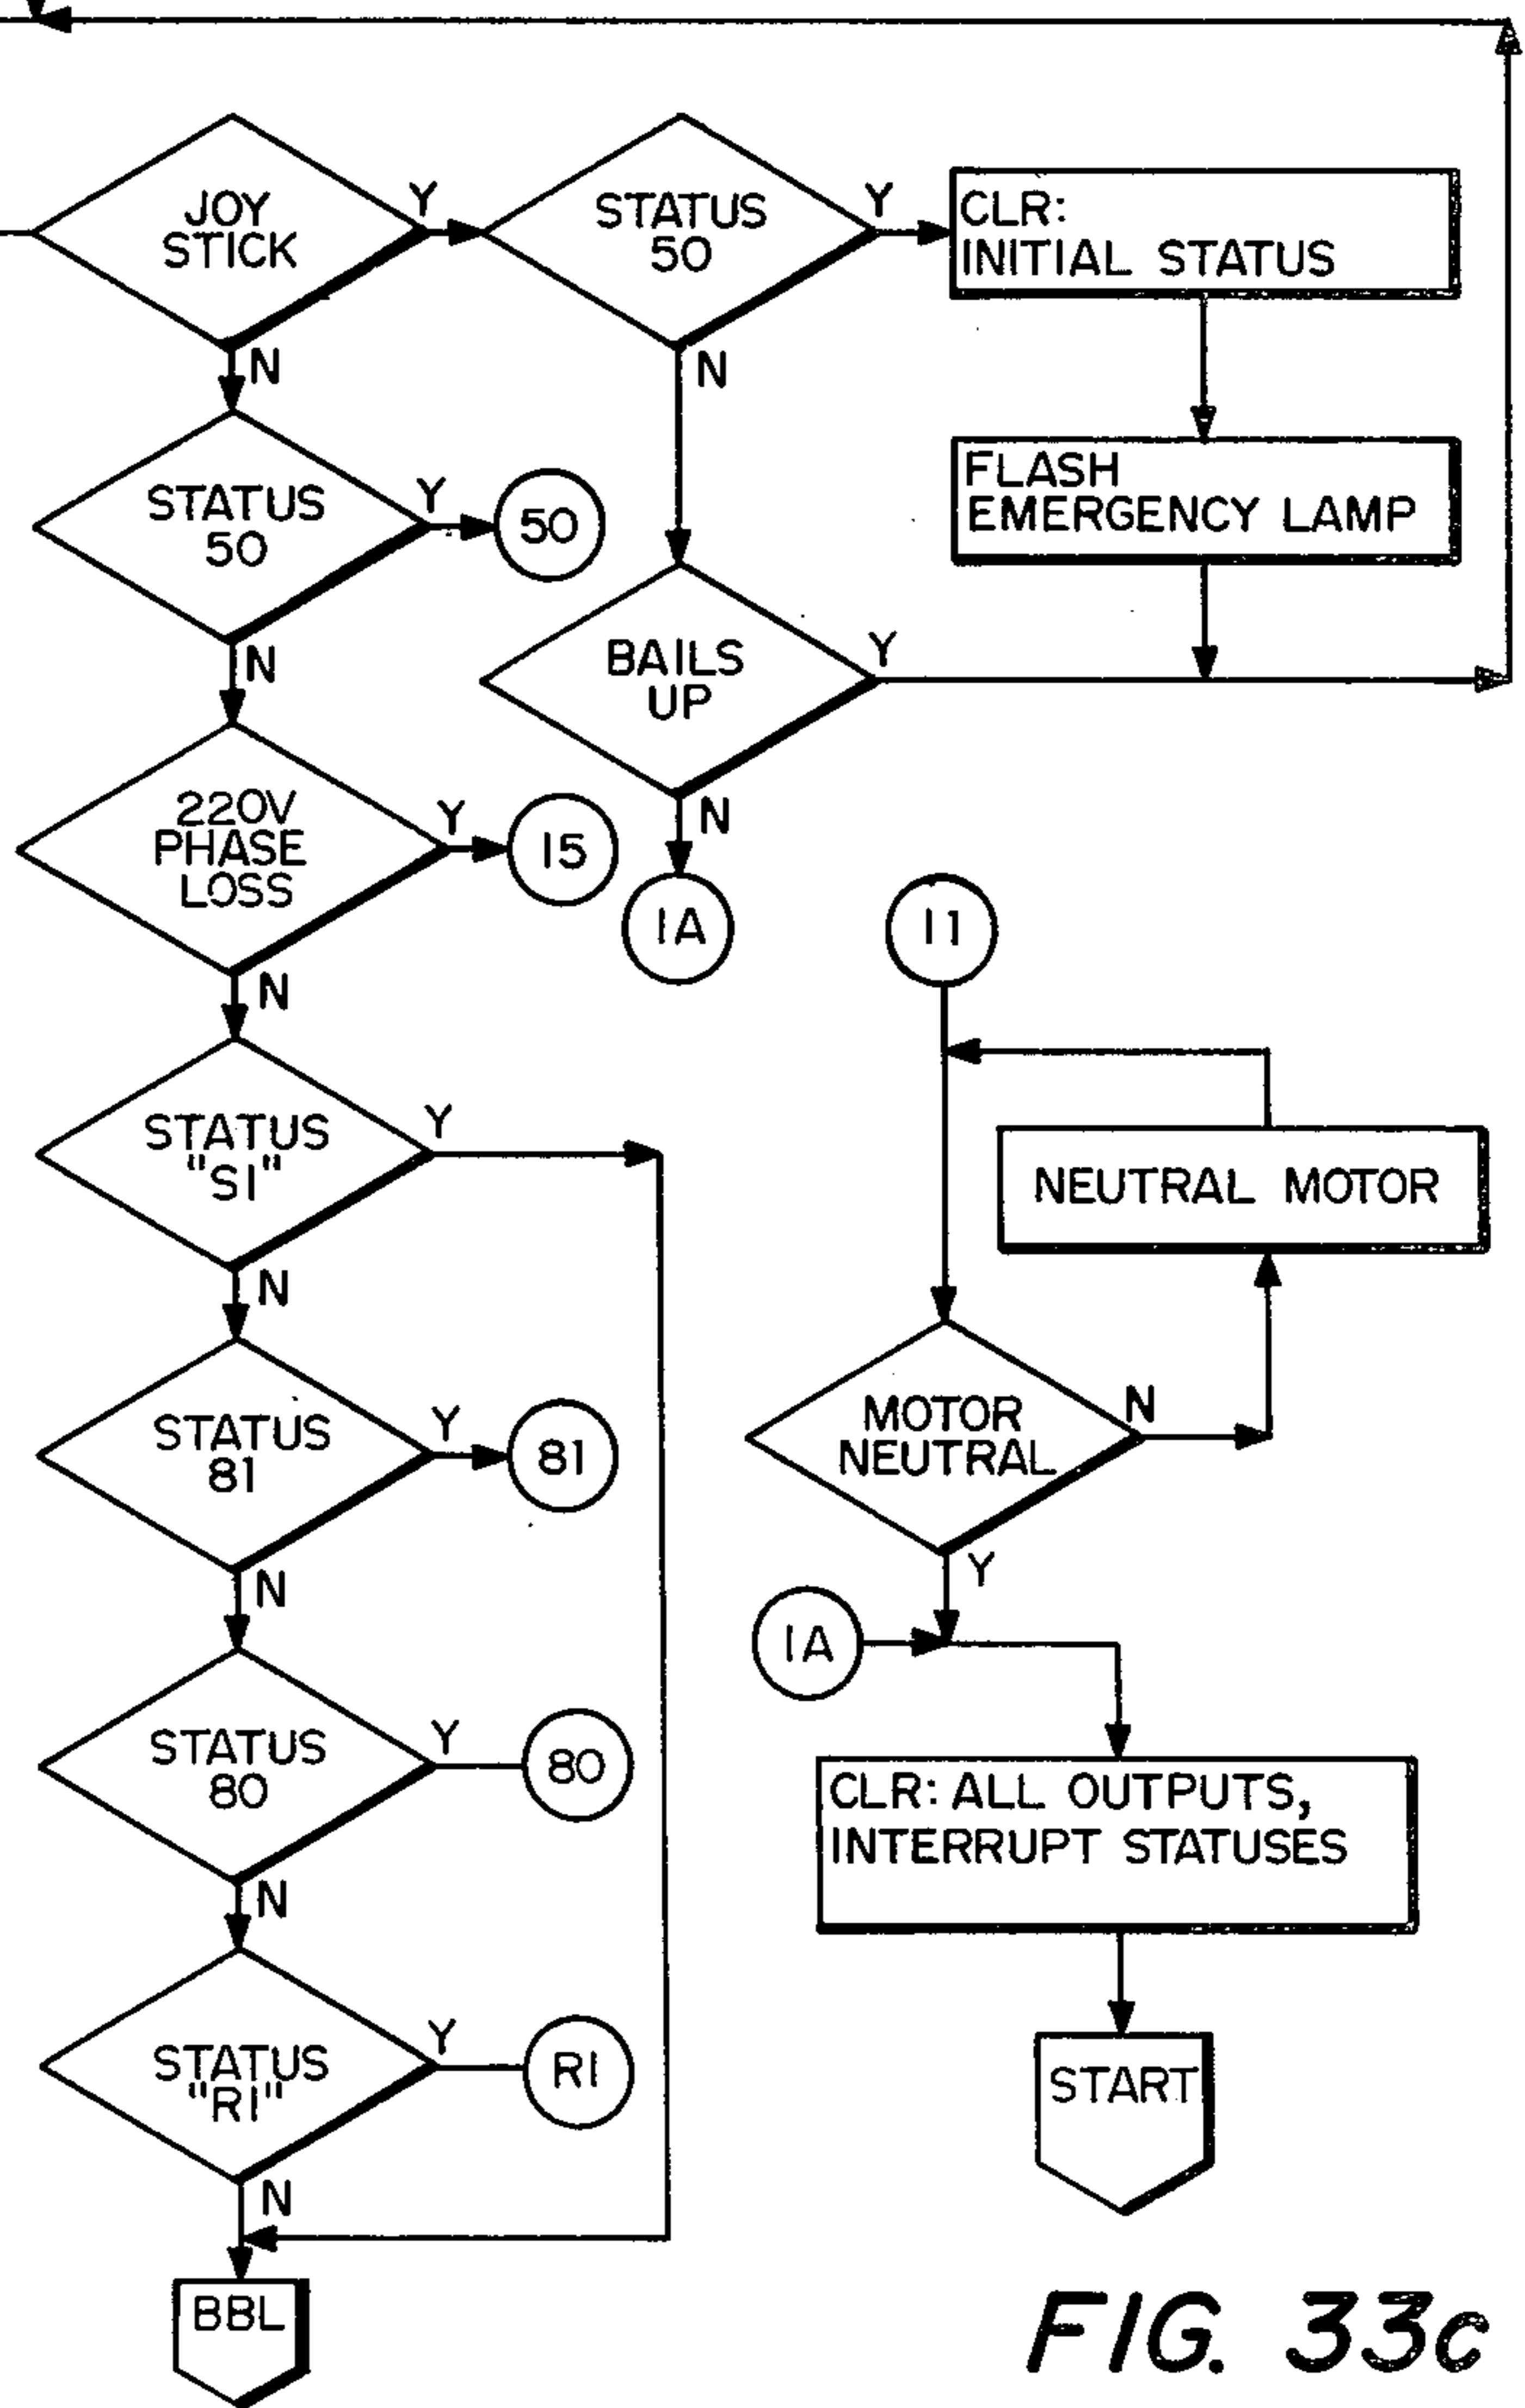 JOY
STICK
Y
N
STATUS
50
Y
N
CLR:
INITIAL STATUS
FLASH
EMERGENCY LAMP
STATUS
50
Y
N
50
BAILS
UP
Y
N
1A
220V
PHASE
LOSS
Y
N
15
STATUS
"S1"
Y
N
STATUS
81
Y
N
81
STATUS
80
Y
N
80
STATUS
"R1"
Y
N
R1
BBL
11
NEUTRAL MOTOR
MOTOR
NEUTRAL
N
Y
1A
CLR: ALL OUTPUTS,
INTERRUPT STATUSES
START
FIG. 33c